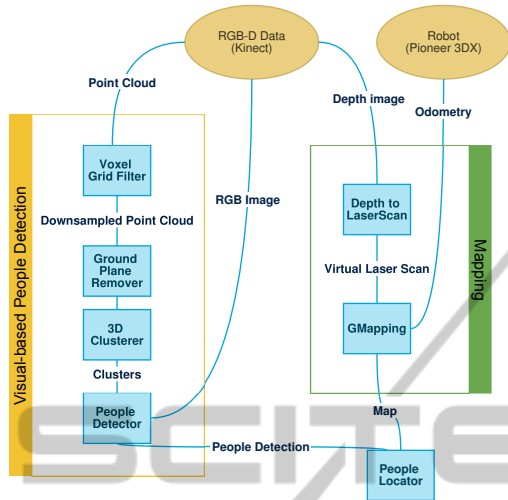 RGB-D Data
(Kinect)
Robot
(Pioneer 3DX)
Point Cloud
Depth image
Odometry
Visual-based People Detection
Voxel
Grid Filter
Downsampled Point Cloud
Ground
Plane
Remover
3D
Clusterer
Clusters
People
Detector
RGB Image
Depth to
LaserScan
Virtual Laser Scan
GMapping
Mapping
Map
People Detection
People
Locator
SCITE